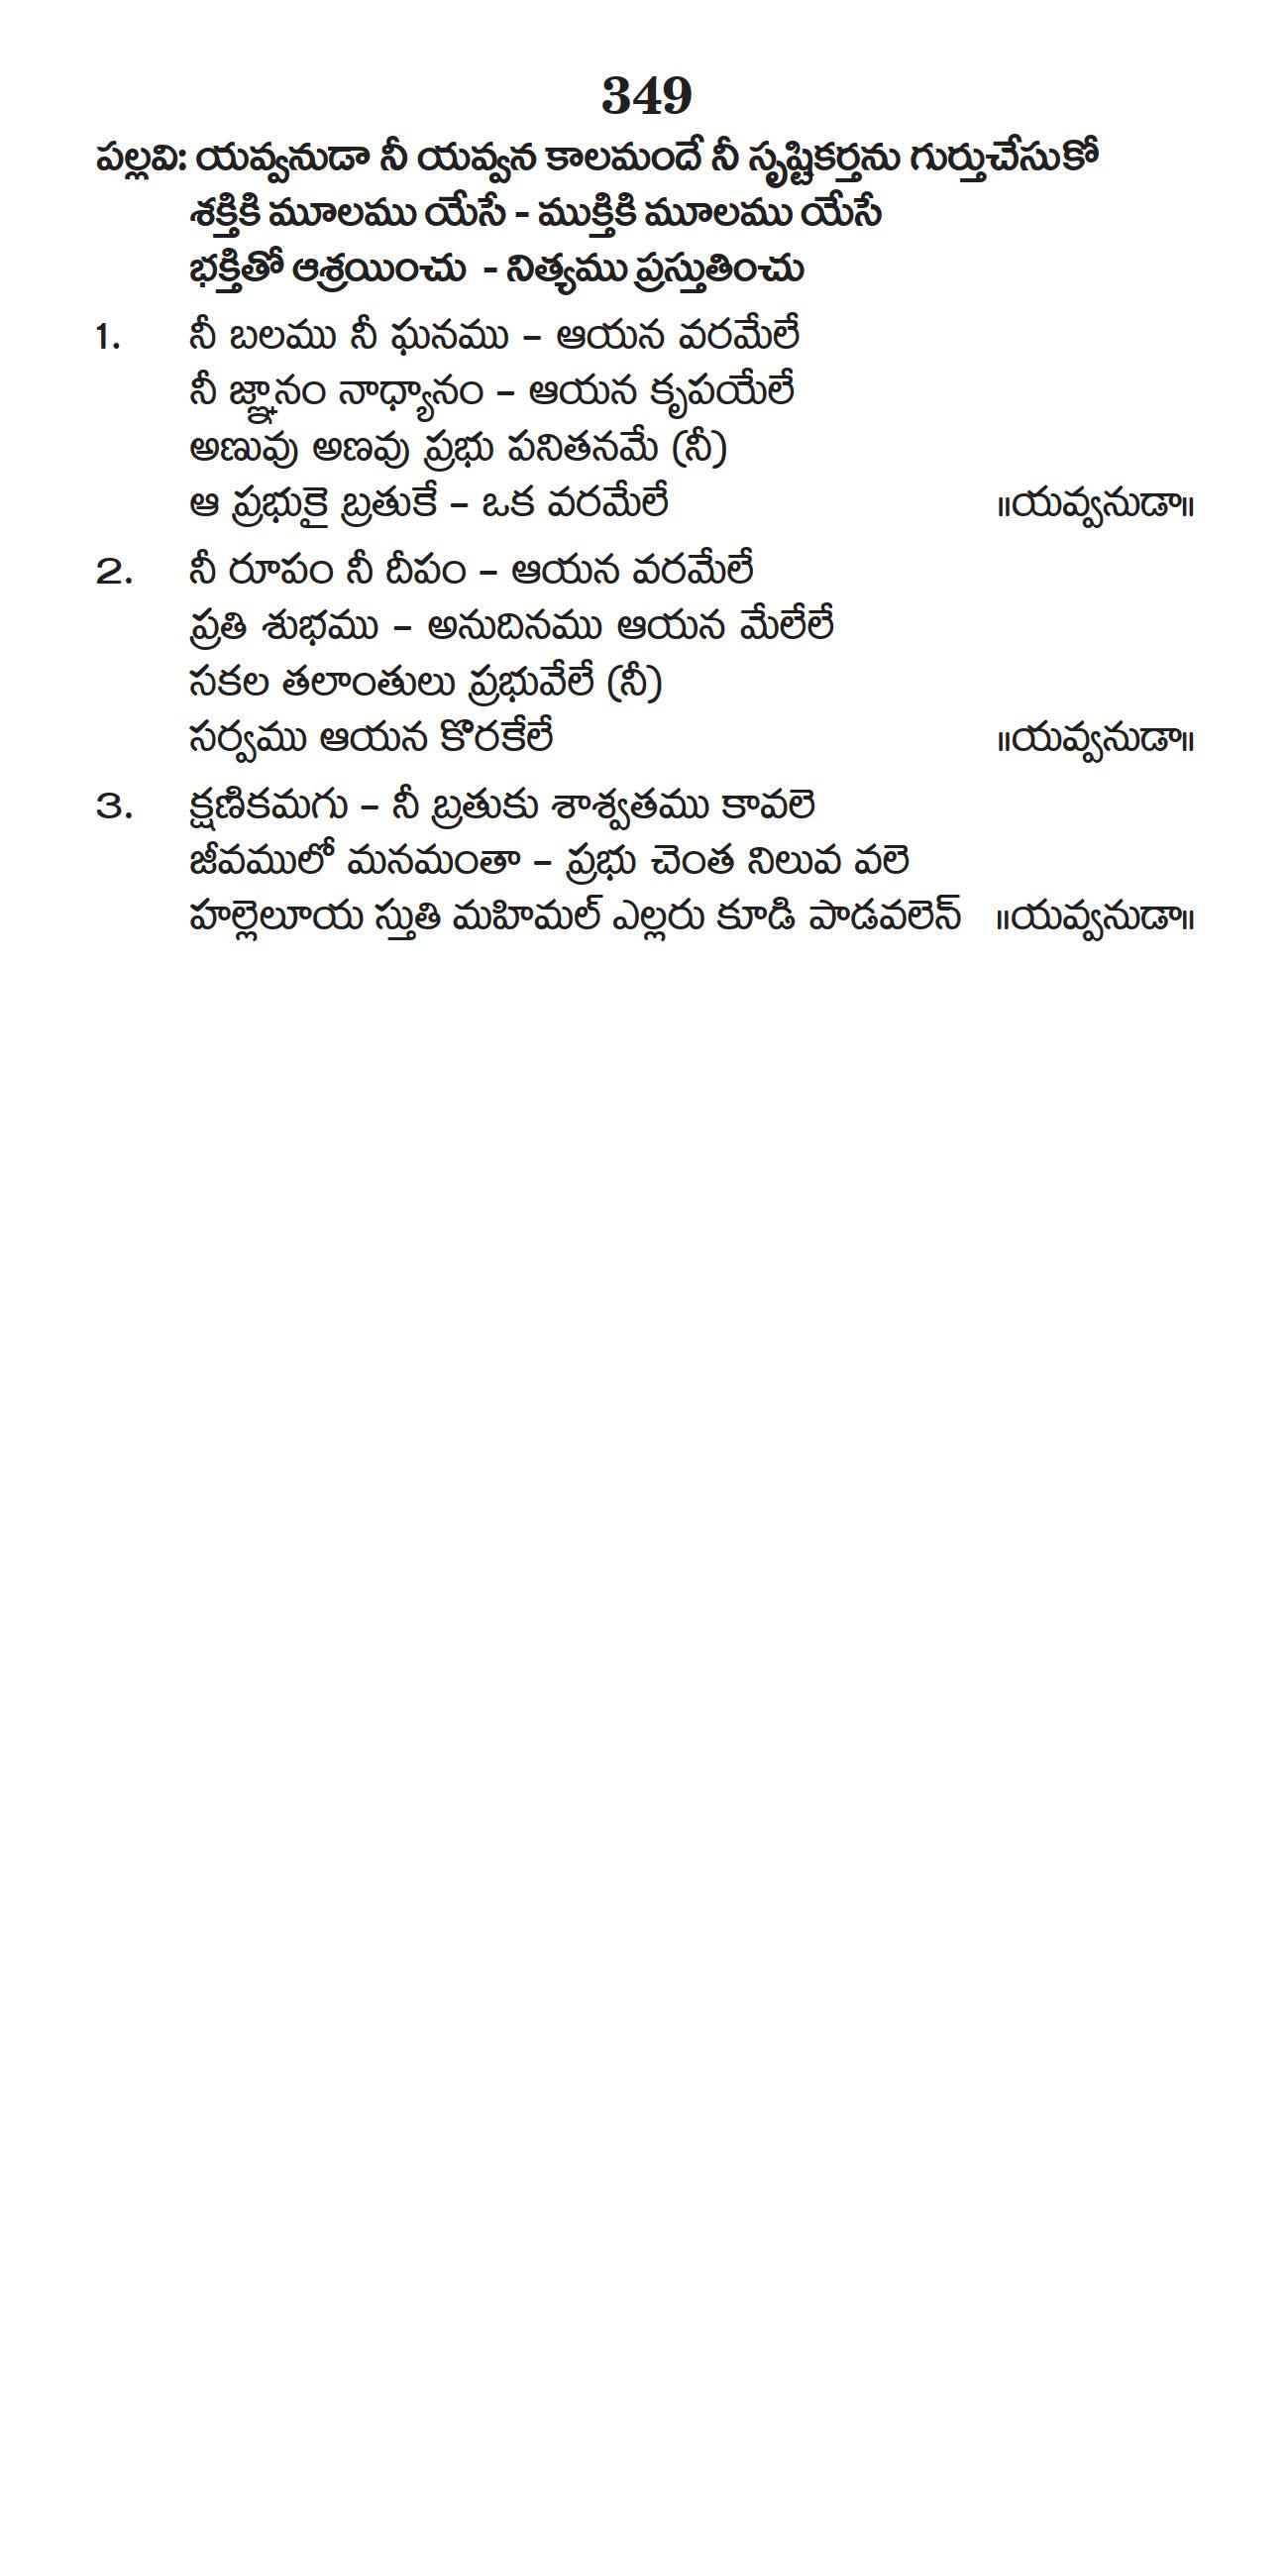 349
పల్లవి: యవ్వనుడా నీ యవ్వన కాలమందే నీ సృష్టికర్తను గుర్తుచేసుకో
శక్తికి మూలము యేసే - ముక్తికి మూలము యేసే
భక్తితో ఆశ్రయించు - నిత్యము ప్రస్తుతించు
1. నీ బలము నీ ఘనము – ఆయన వరమేలే
నీ జ్ఞానం నాధ్యానం – ఆయన కృపయేలే
అణువు అణవు ప్రభు పనితనమే (నీ)
ఆ ప్రభుకై బ్రతుకే – ఒక వరమేలే ॥యవ్వనుడా॥
2. నీ రూపం నీ దీపం – ఆయన వరమేలే
ప్రతి శుభము – అనుదినము ఆయన మేలేలే
సకల తలాంతులు ప్రభువేలే (నీ)
సర్వము ఆయన కొరకేలే ॥యవ్వనుడా॥
3. క్షణికమగు – నీ బ్రతుకు శాశ్వతము కావలె
జీవములో మనమంతా – ప్రభు చెంత నిలువ వలె
హల్లెలూయ స్తుతి మహిమల్ ఎల్లరు కూడి పాడవలెన్ ॥యవ్వనుడా॥